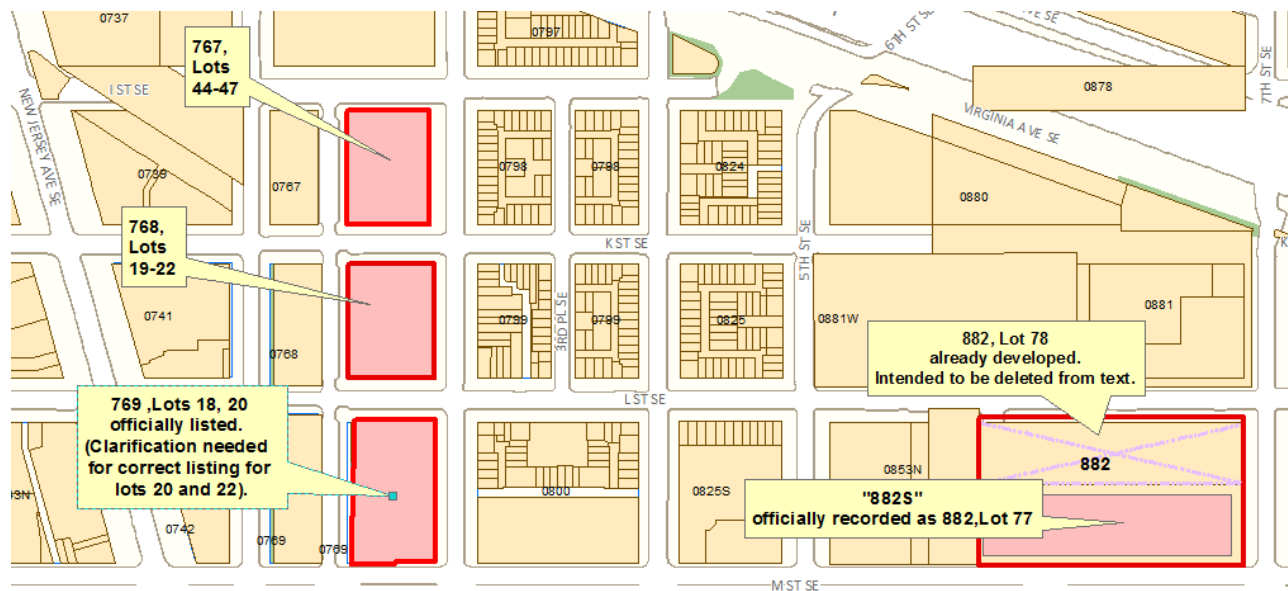 0737
0797
6TH ST SE
AVE SE
7TH ST SE
767,
Lots
44-47
I ST SE
0878
NEW JERSEY AVE SE
VIRGINIA AVE SE
0739
0767
0798
0798
0824
0880
768,
Lots
19-22
K ST SE
K
5TH ST SE
0741
0768
0799
3RD PL SE
0799
0825
0881W
0881
882, Lot 78
already developed.
Intended to be deleted from text.
769 ,Lots 18, 20
officially listed.
(Clarification needed
for correct listing for
lots 20 and 22).
L ST SE
882
0853N
0825S
0800
"882S"
officially recorded as 882,Lot 77
43N
0742
0769
0769
M ST SE